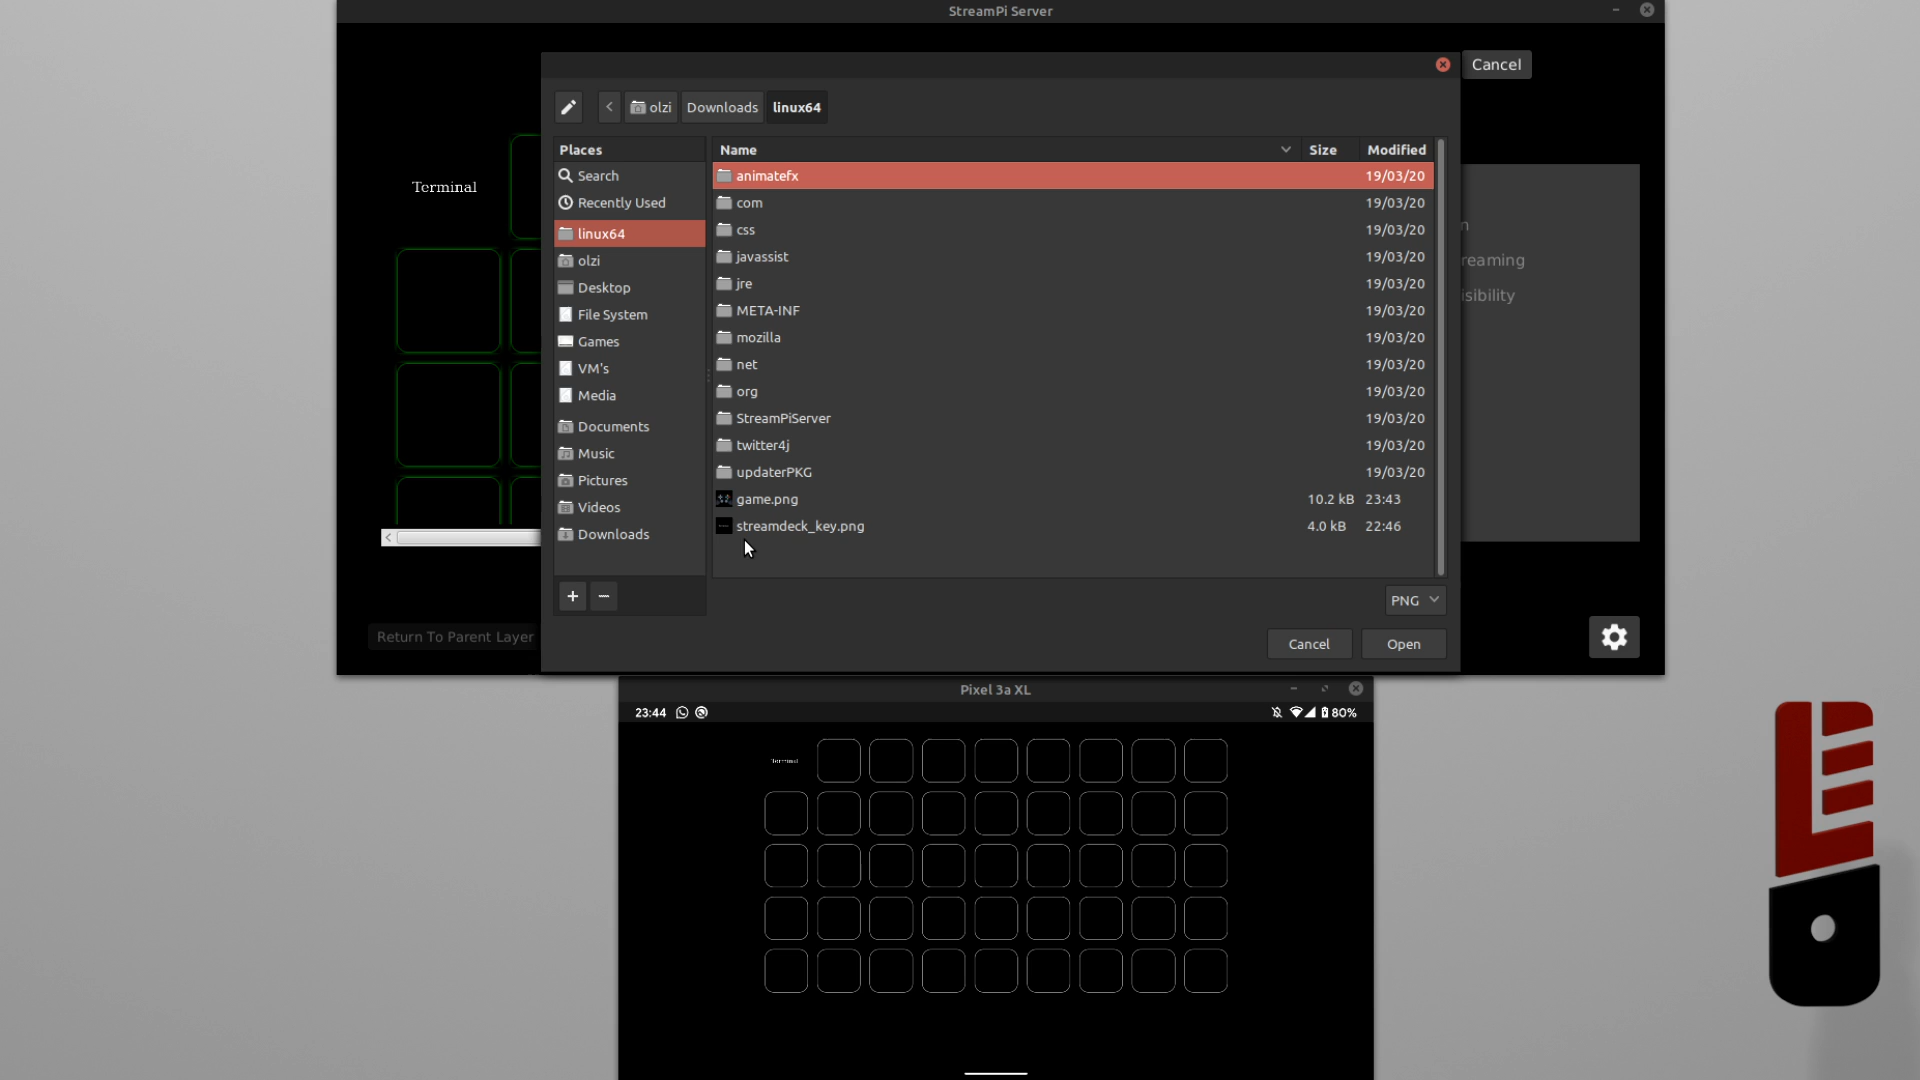 StreamPi Server
Cancel
olzi
Downloads
linux64
Places
Name
Size
Modified
Search
Recently Used
linux64
olzi
Desktop
File System
Games
VM's
Media
Documents
Music
Pictures
Videos
Downloads
animatefx 19/03/20
com 19/03/20
css 19/03/20
javassist 19/03/20
jre 19/03/20
META-INF 19/03/20
mozilla 19/03/20
net 19/03/20
org 19/03/20
StreamPiServer 19/03/20
twitter4j 19/03/20
updaterPKG 19/03/20
game.png 10.2 kB 23:43
streamdeck_key.png 4.0 kB 22:46
PNG
Cancel
Open
Terminal
reaming
isibility
Return To Parent Layer
Pixel 3a XL
23:44
80%
Terminal